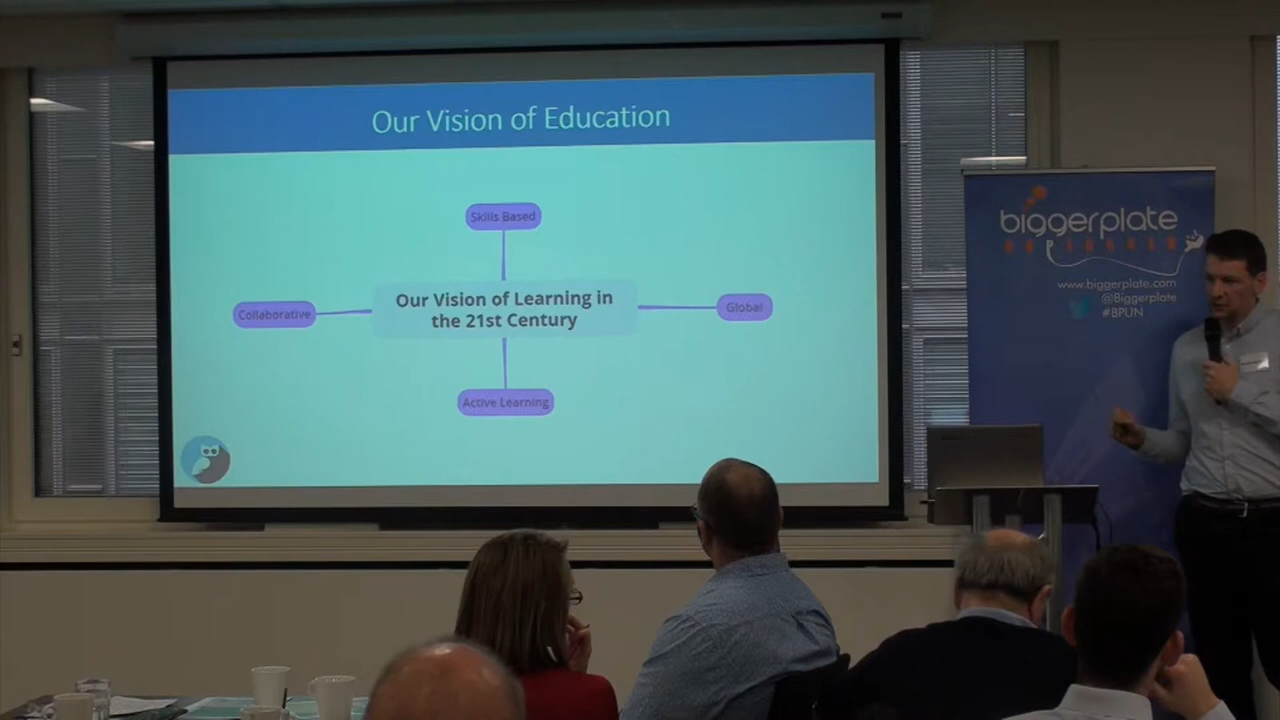 Our Vision of Education
Skills Based
Collaborative
Our Vision of Learning in
the 21st Century
Global
Active Learning
biggerplate
www.biggerplate.com
@Biggerplate
#BPUN